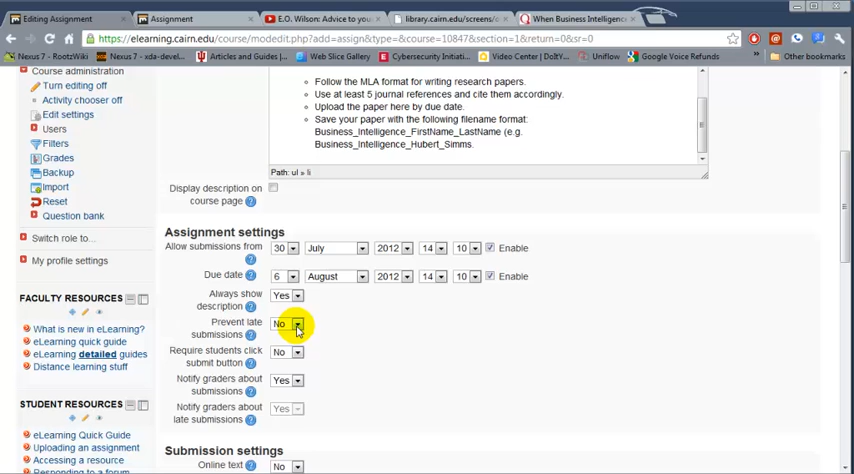 Editing Assignment
Assignment
E.O. Wilson: Advice to you
library.cairn.edu/screens/o
When Business Intelligence
https://elearning.cairn.edu/course/modedit.php?add=assign&type=&course=10847&section=1&return=0&sr=0
Nexus 7 - RootzWiki
Nexus 7 - xda-devel...
Articles and Guides |...
Web Slice Gallery
Cybersecurity Initiati...
Video Center | DoItTV...
Google Voice Refunds
»
Other bookmarks
Course administration
Turn editing off
Activity chooser off
Edit settings
Users
Filters
Grades
Backup
Import
Reset
Question bank
Switch role to...
My profile settings
FACULTY RESOURCES
What is new in eLearning?
eLearning quick guide
eLearning detailed guides
Distance learning stuff
STUDENT RESOURCES
eLearning Quick Guide
Uploading an assignment
Accessing a resource
Responding to a forum
Follow the MLA format for writing research papers.
Use at least 5 journal references and cite them accordingly.
Upload the paper here by due date.
Save your paper with the following filename format:
Business_Intelligence_FirstName_LastName (e.g.
Business_Intelligence_Hubert_Simms.
Path: ul » li
Display description on
course page
Assignment settings
Allow submissions from 30 July 2012 14 10 Enable
Due date 6 August 2012 14 10 Enable
Always show Yes
description
Prevent late No
submissions
Require students click No
submit button
Notify graders about Yes
submissions
Notify graders about Yes
late submissions
Submission settings
Online text No